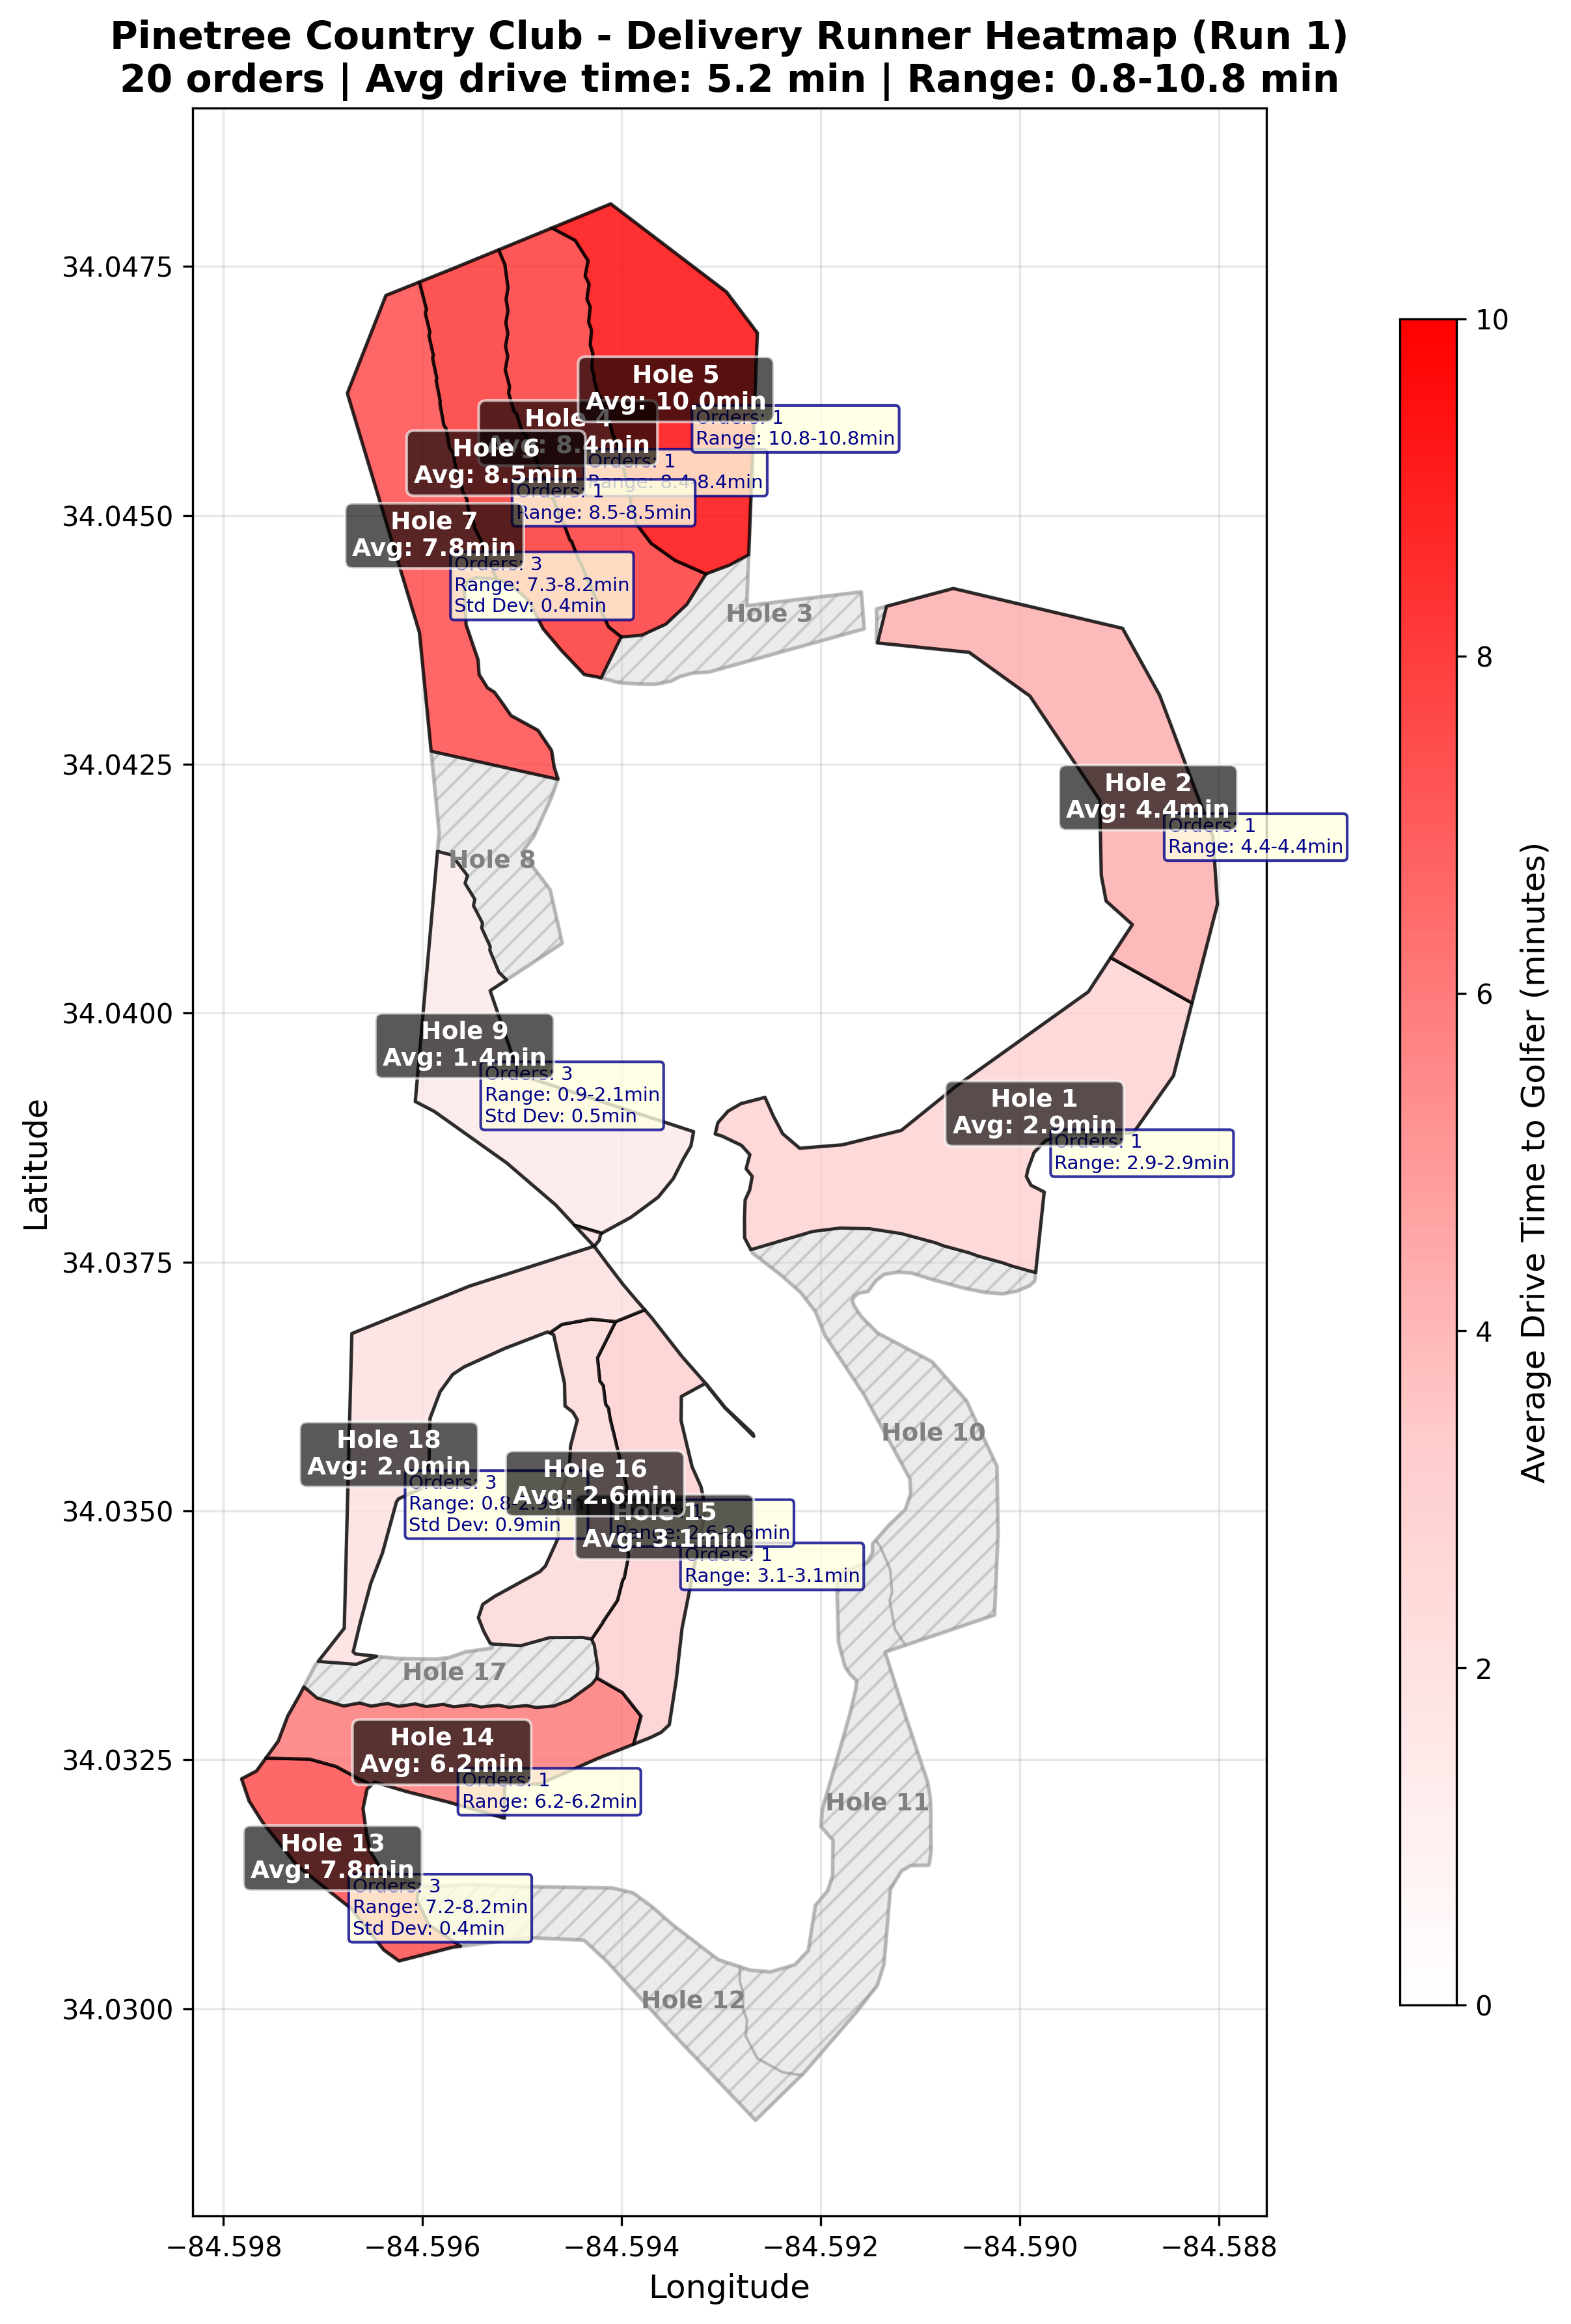 Pinetree Country Club - Delivery Runner Heatmap (Run 1)
20 orders | Avg drive time: 5.2 min | Range: 0.8-10.8 min
Latitude
34.0475
34.0450
34.0425
34.0400
34.0375
34.0350
34.0325
34.0300
Hole 5
Avg: 10.0min
Orders: 1
Range: 10.8-10.8min
Hole 4
Avg: 8.4min
Orders: 1
Range: 8.4-8.4min
Hole 6
Avg: 8.5min
Orders: 1
Range: 8.5-8.5min
Hole 7
Avg: 7.8min
Orders: 3
Range: 7.3-8.2min
Std Dev: 0.4min
Hole 3
Hole 2
Avg: 4.4min
Orders: 1
Range: 4.4-4.4min
Hole 8
Hole 9
Avg: 1.4min
Orders: 3
Range: 0.9-2.1min
Std Dev: 0.5min
Hole 1
Avg: 2.9min
Orders: 1
Range: 2.9-2.9min
Hole 10
Hole 18
Avg: 2.0min
Orders: 3
Range: 0.8-2.9min
Std Dev: 0.9min
Hole 16
Avg: 2.6min
Range: 2.6-2.6min
Hole 15
Avg: 3.1min
Orders: 1
Range: 3.1-3.1min
Hole 17
Hole 14
Avg: 6.2min
Orders: 1
Range: 6.2-6.2min
Hole 11
Hole 13
Avg: 7.8min
Orders: 3
Range: 7.2-8.2min
Std Dev: 0.4min
Hole 12
−84.598
−84.596
−84.594
−84.592
−84.590
−84.588
Longitude
10
8
6
4
2
0
Average Drive Time to Golfer (minutes)